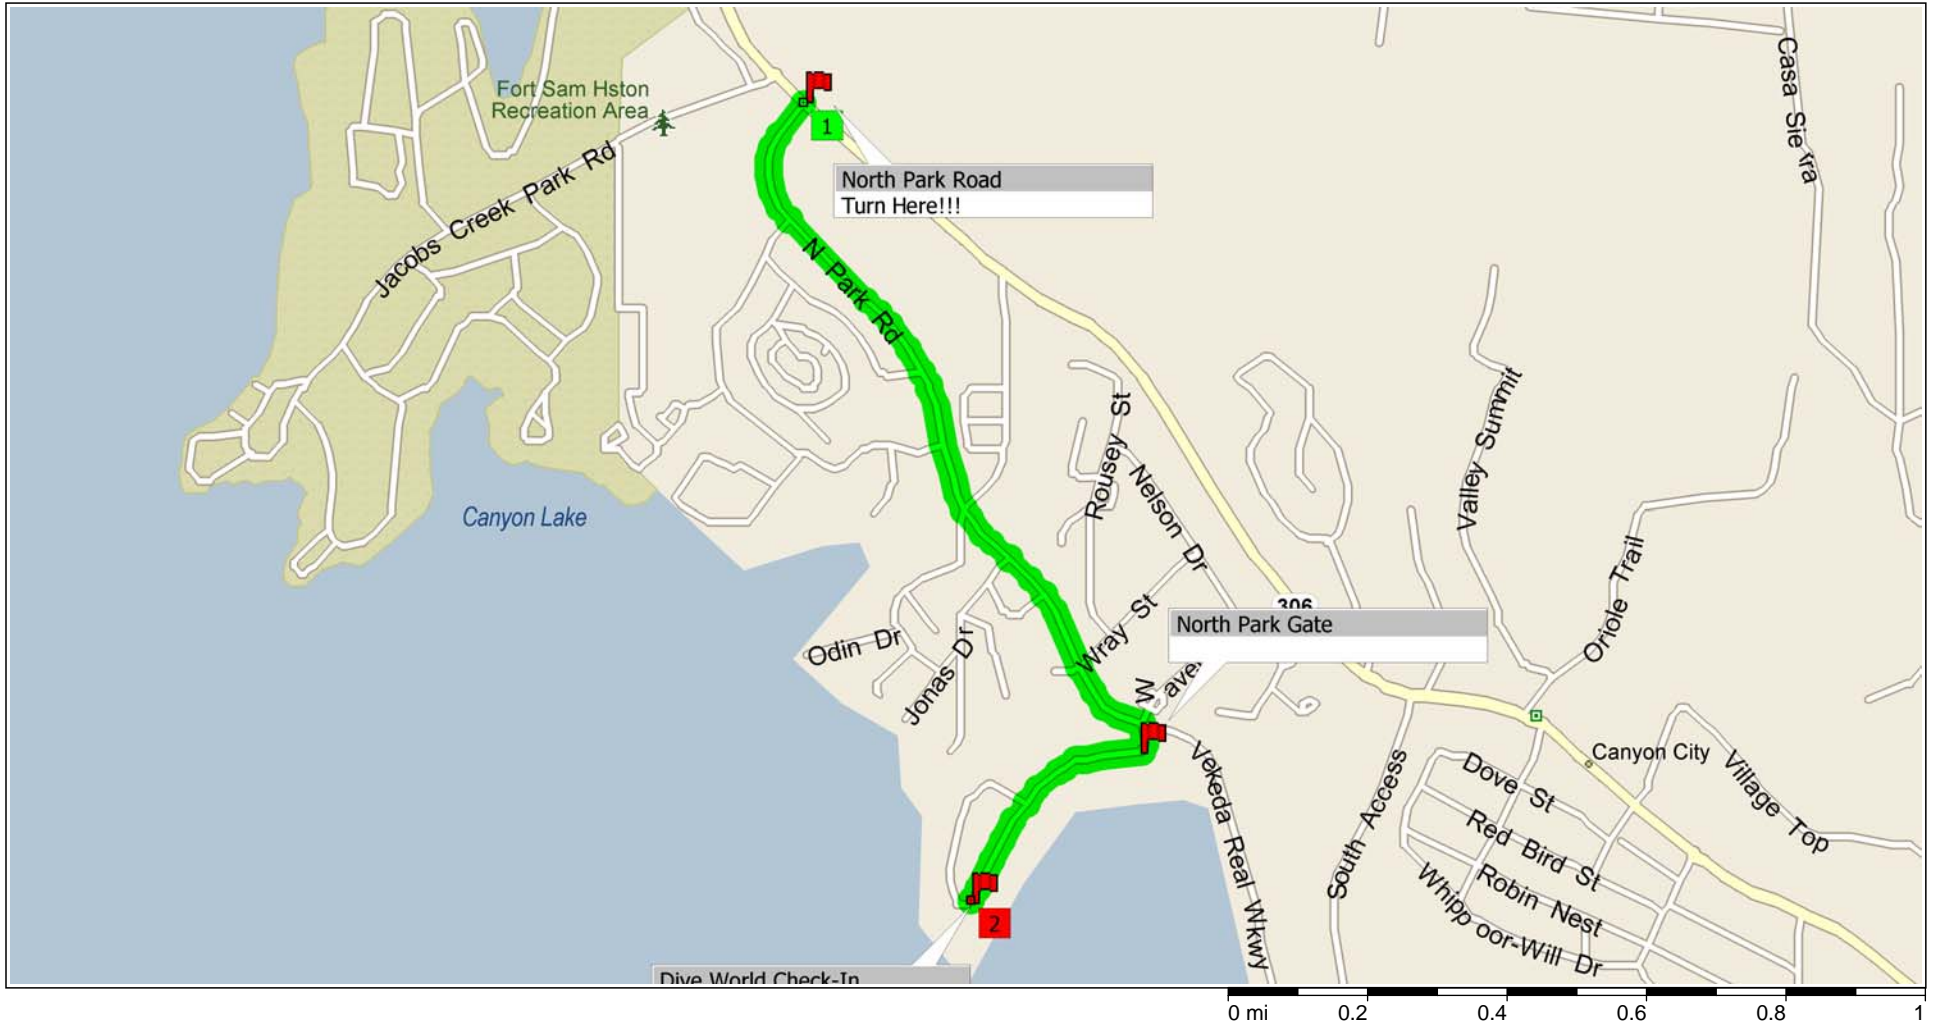 Casa Sierra
Fort Sam Hston
Recreation Area
1
Jacobs Creek Park Rd
North Park Road
Turn Here!!!
N Park Rd
Rousey St
Valley Summit
Nelson Dr
Canyon Lake
Oriole Trail
306
Wray St
North Park Gate
Odin Dr
Jonas Dr
W
Canyon City
Vekeda Real Wkwy
South Access
Dove St
Village Top
Red Bird St
Robin Nest
Whipp oor-Will Dr
2
Dive World Check-In
0 mi 0.2 0.4 0.6 0.8 1